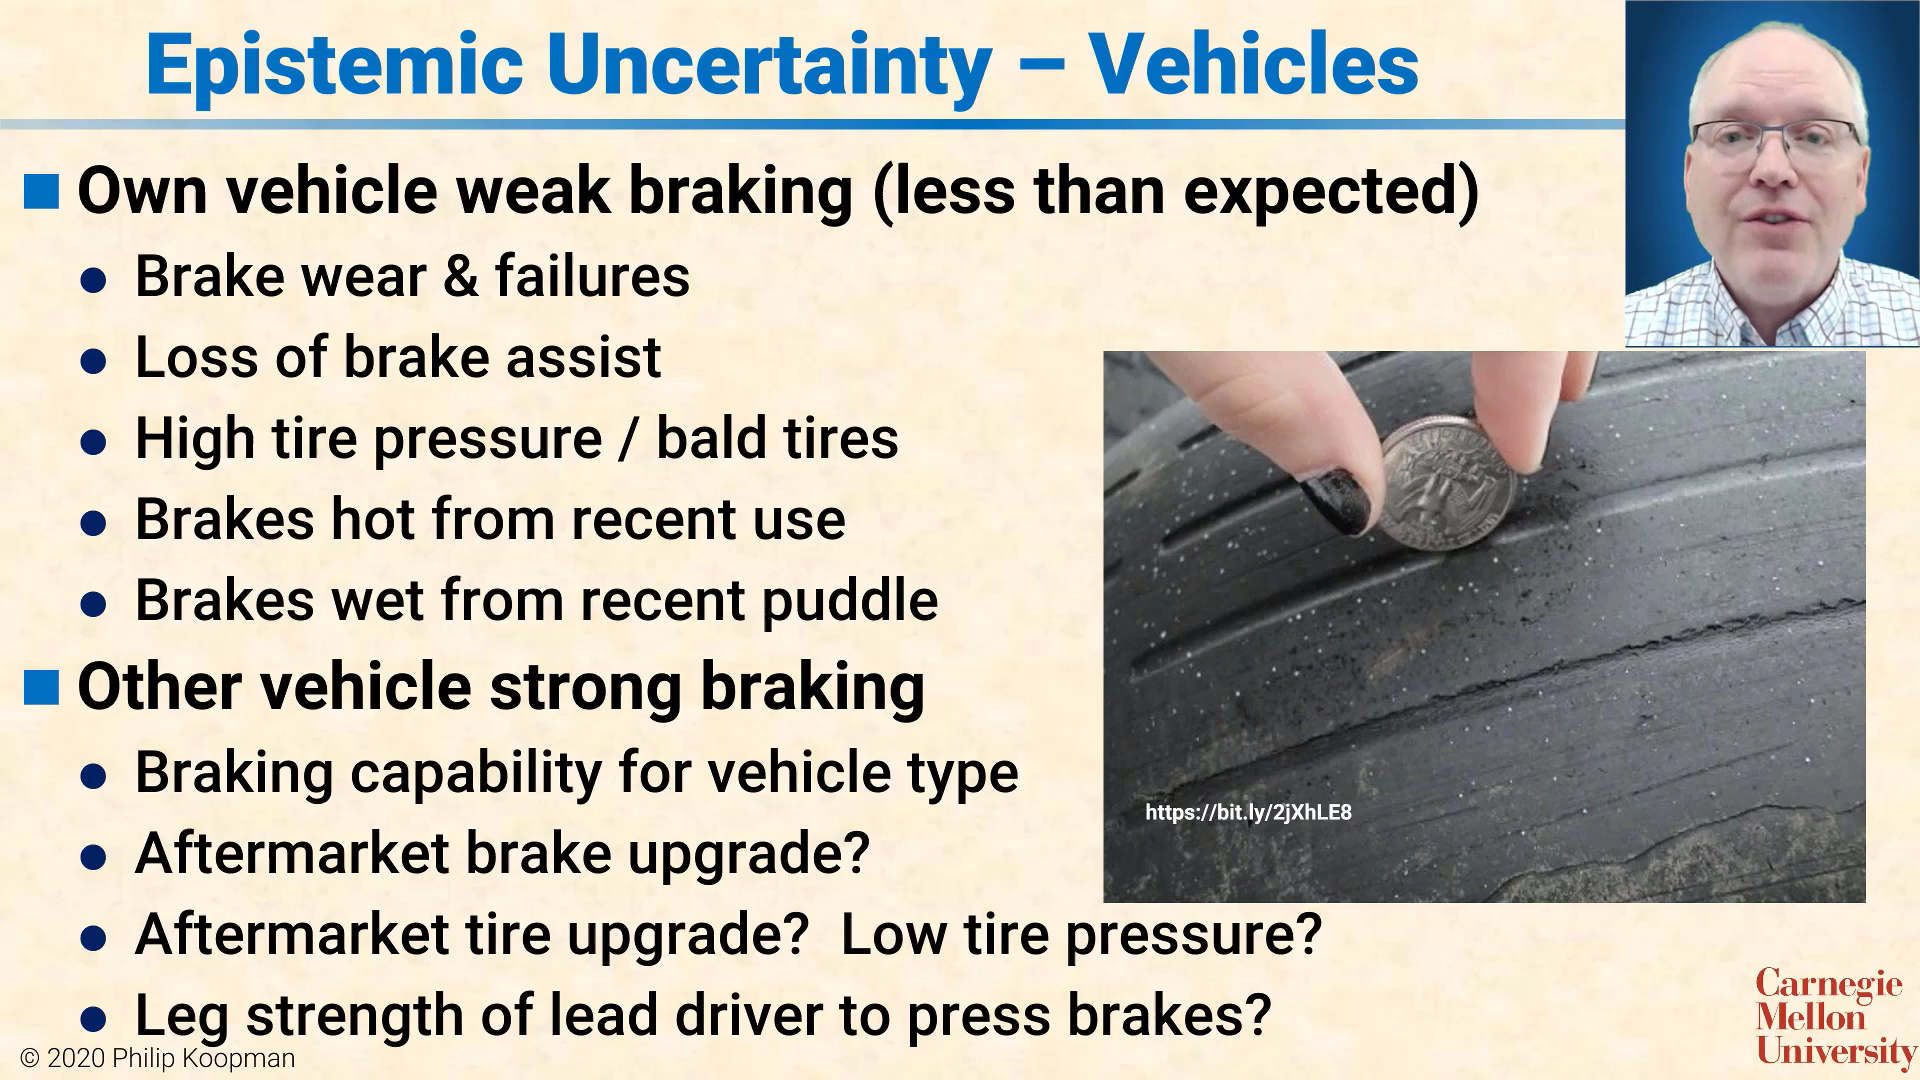 Epistemic Uncertainty – Vehicles
Own vehicle weak braking (less than expected)
Brake wear & failures
Loss of brake assist
High tire pressure / bald tires
Brakes hot from recent use
Brakes wet from recent puddle
Other vehicle strong braking
Braking capability for vehicle type
Aftermarket brake upgrade?
Aftermarket tire upgrade? Low tire pressure?
Leg strength of lead driver to press brakes?
https://bit.ly/2jXhLE8
© 2020 Philip Koopman
Carnegie
Mellon
University